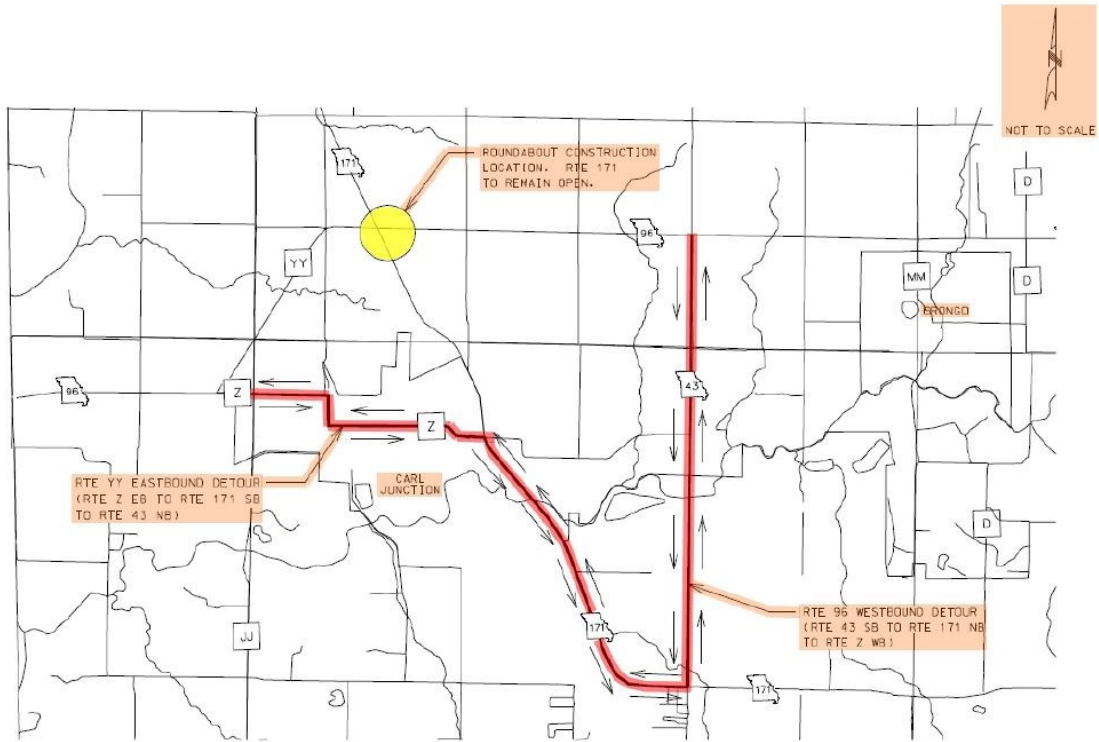 N
NOT TO SCALE
171
ROUNDABOUT CONSTRUCTION
LOCATION. RTE 171
TO REMAIN OPEN.
D
96
YY
MM
D
ORONGO
96
Z
43
Z
RTE YY EASTBOUND DETOUR
(RTE Z EB TO RTE 171 SB
TO RTE 43 NB)
CARL
JUNCTION
D
JJ
171
RTE 96 WESTBOUND DETOUR
(RTE 43 SB TO RTE 171 NB
TO RTE Z WB)
171